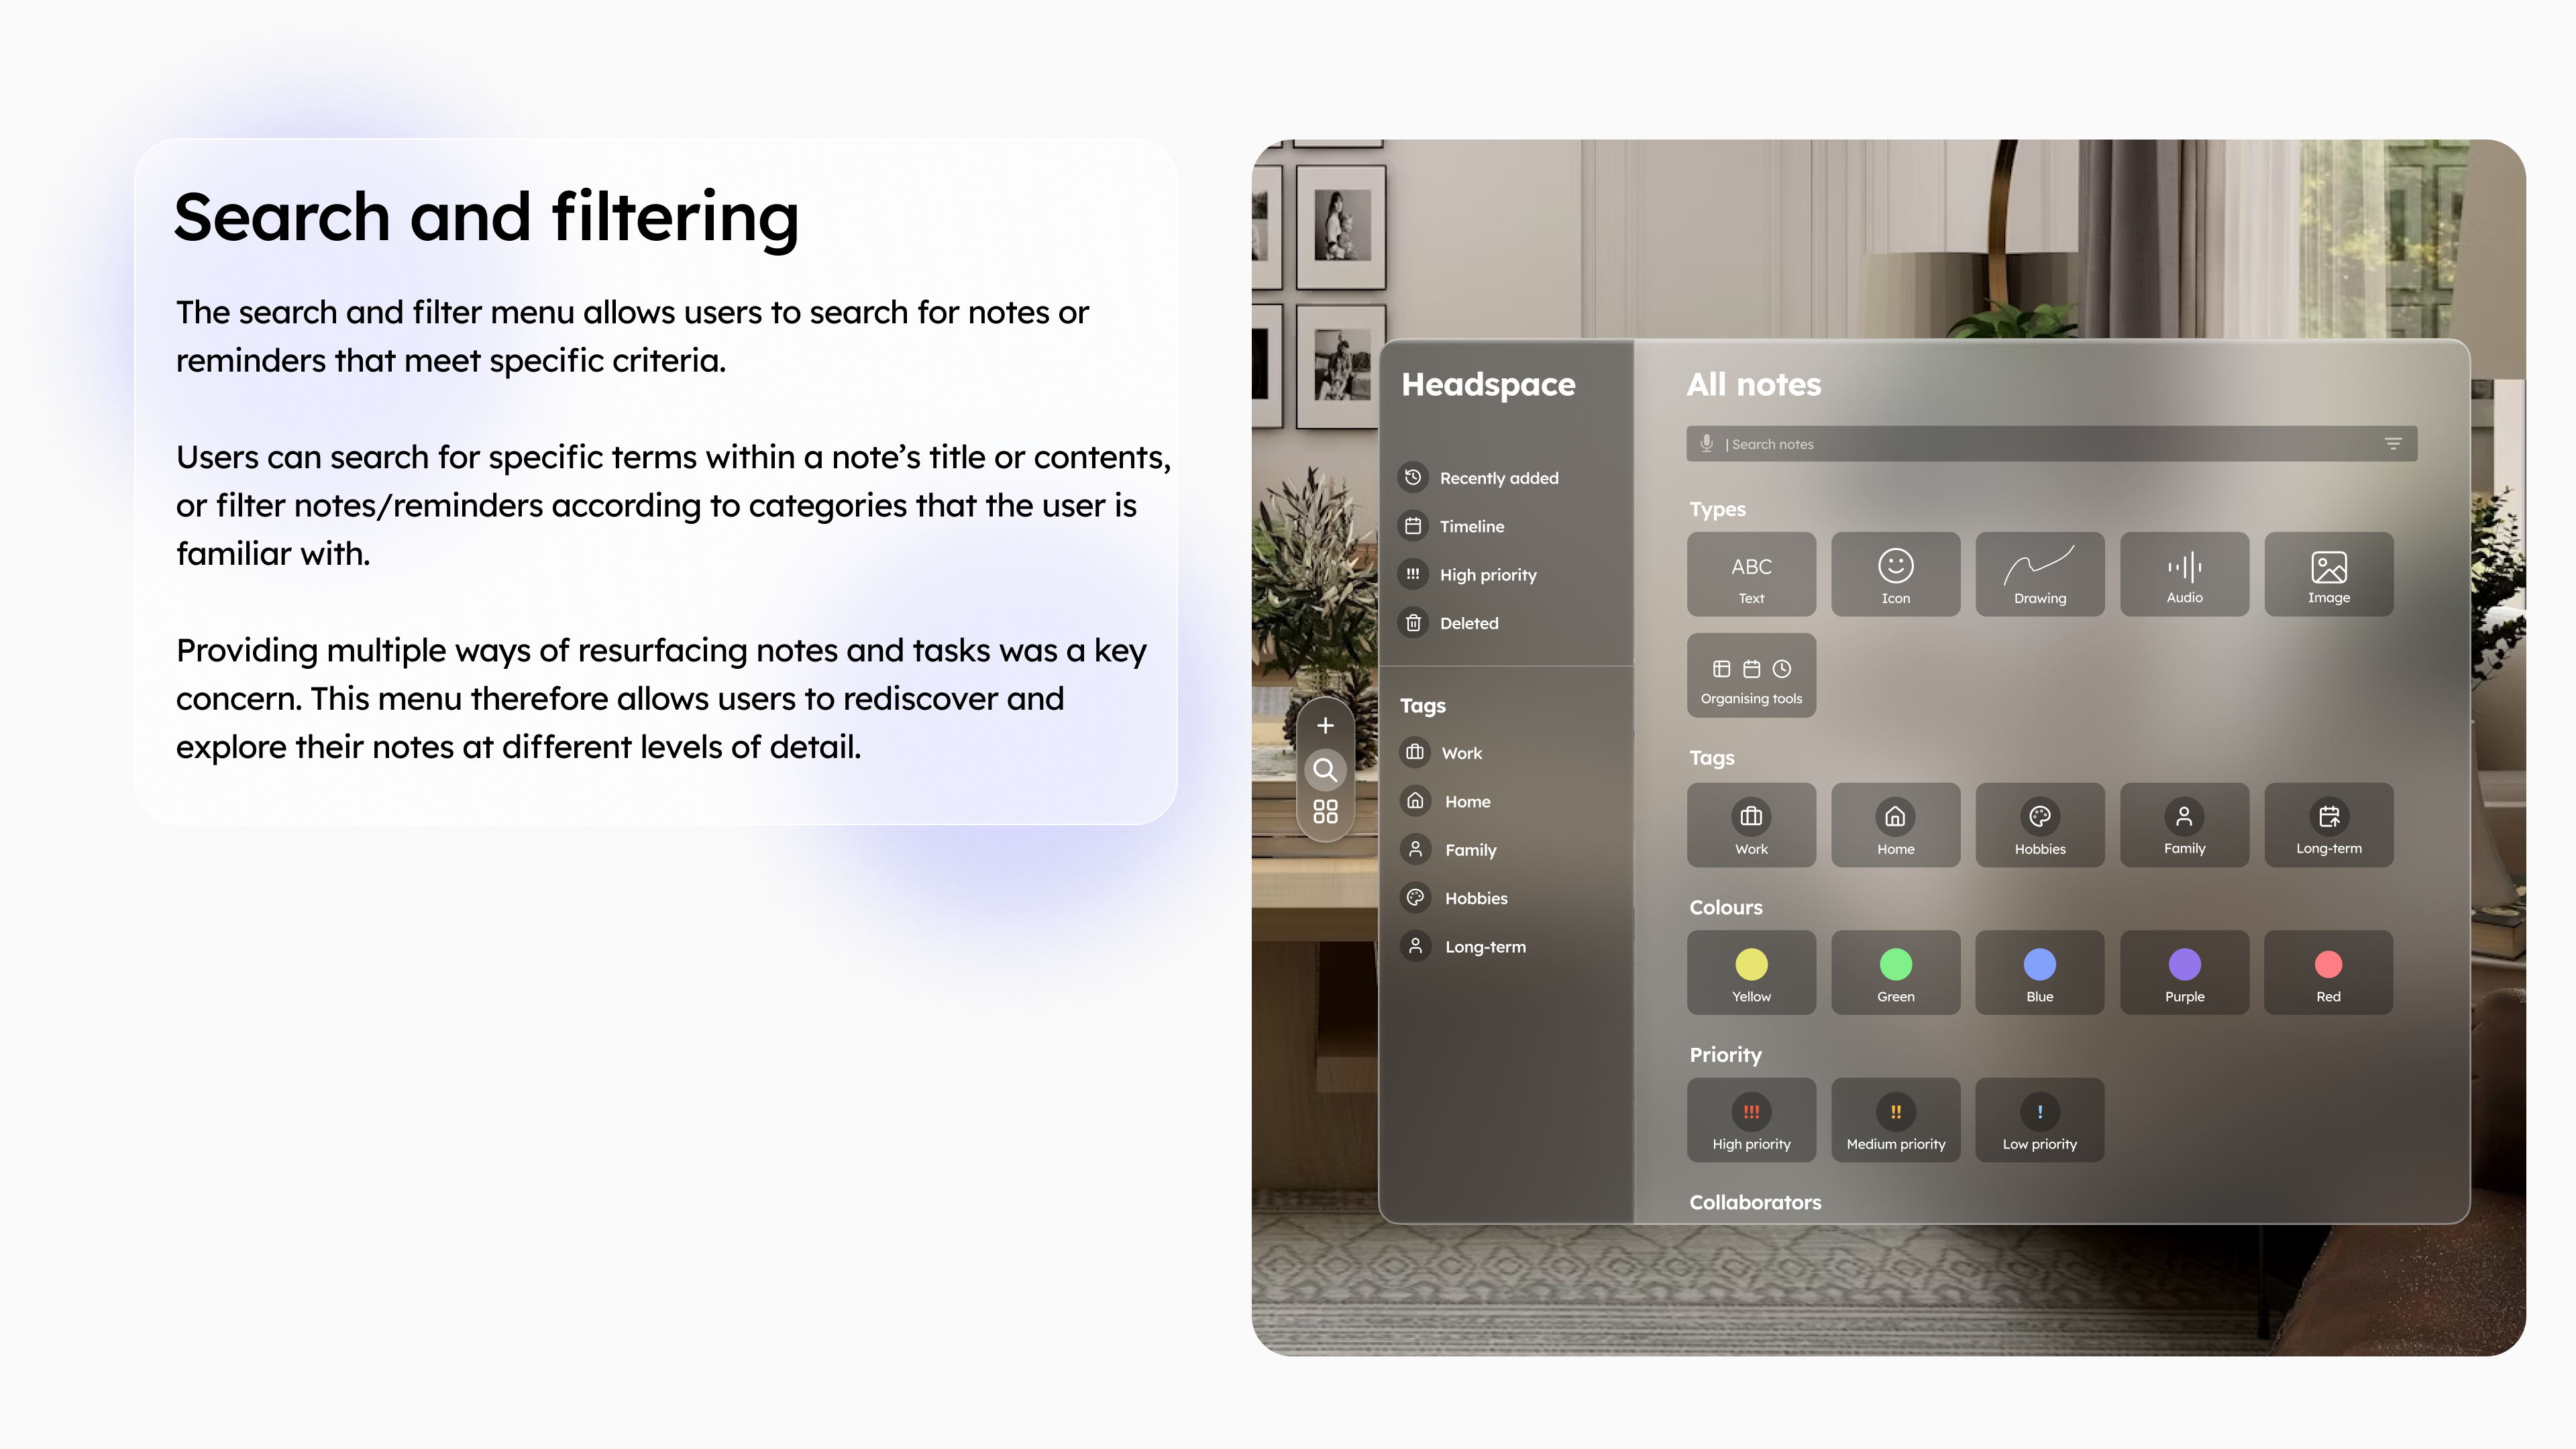 Search and filtering
The search and filter menu allows users to search for notes or
reminders that meet specific criteria.
Users can search for specific terms within a note’s title or contents,
or filter notes/reminders according to categories that the user is
familiar with.
Providing multiple ways of resurfacing notes and tasks was a key
concern. This menu therefore allows users to rediscover and
explore their notes at different levels of detail.
Headspace
Recently added
Timeline
!!! High priority
Deleted
Tags
Work
Home
Family
Hobbies
Long-term
All notes
| Search notes
Types
ABC
Text
Icon
Drawing
Audio
Image
Organising tools
Tags
Work
Home
Hobbies
Family
Long-term
Colours
Yellow
Green
Blue
Purple
Red
Priority
!!!
High priority
!!
Medium priority
!
Low priority
Collaborators